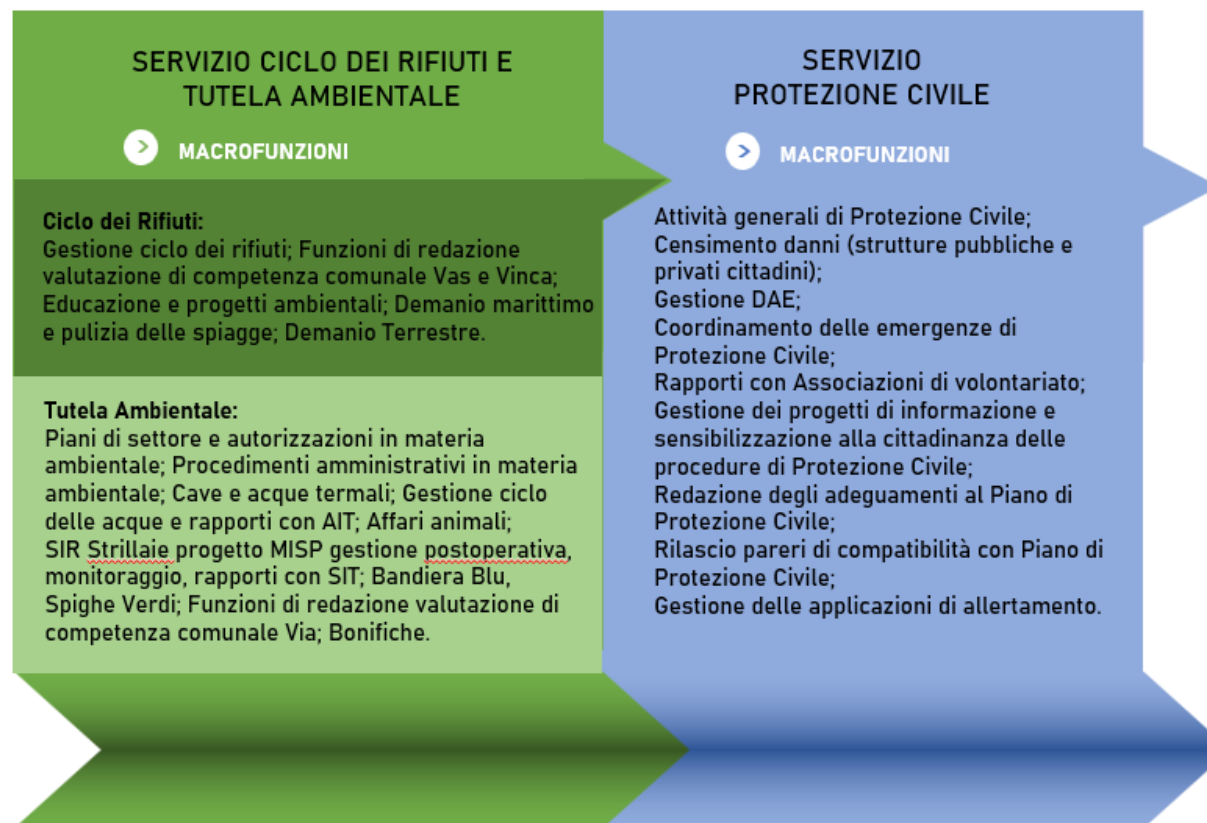 SERVIZIO CICLO DEI RIFIUTI E
TUTELA AMBIENTALE
MACROFUNZIONI
Ciclo dei Rifiuti:
Gestione ciclo dei rifiuti; Funzioni di redazione
valutazione di competenza comunale Vas e Vinca;
Educazione e progetti ambientali; Demanio marittimo
e pulizia delle spiagge; Demanio Terrestre.
Tutela Ambientale:
Piani di settore e autorizzazioni in materia
ambientale; Procedimenti amministrativi in materia
ambientale; Cave e acque termali; Gestione ciclo
delle acque e rapporti con AIT; Affari animali;
SIR Strillaie progetto MISP gestione postoperativa,
monitoraggio, rapporti con SIT; Bandiera Blu,
Spighe Verdi; Funzioni di redazione valutazione di
competenza comunale Via; Bonifiche.
SERVIZIO
PROTEZIONE CIVILE
MACROFUNZIONI
Attività generali di Protezione Civile;
Censimento danni (strutture pubbliche e
privati cittadini);
Gestione DAE;
Coordinamento delle emergenze di
Protezione Civile;
Rapporti con Associazioni di volontariato;
Gestione dei progetti di informazione e
sensibilizzazione alla cittadinanza delle
procedure di Protezione Civile;
Redazione degli adeguamenti al Piano di
Protezione Civile;
Rilascio pareri di compatibilità con Piano di
Protezione Civile;
Gestione delle applicazioni di allertamento.